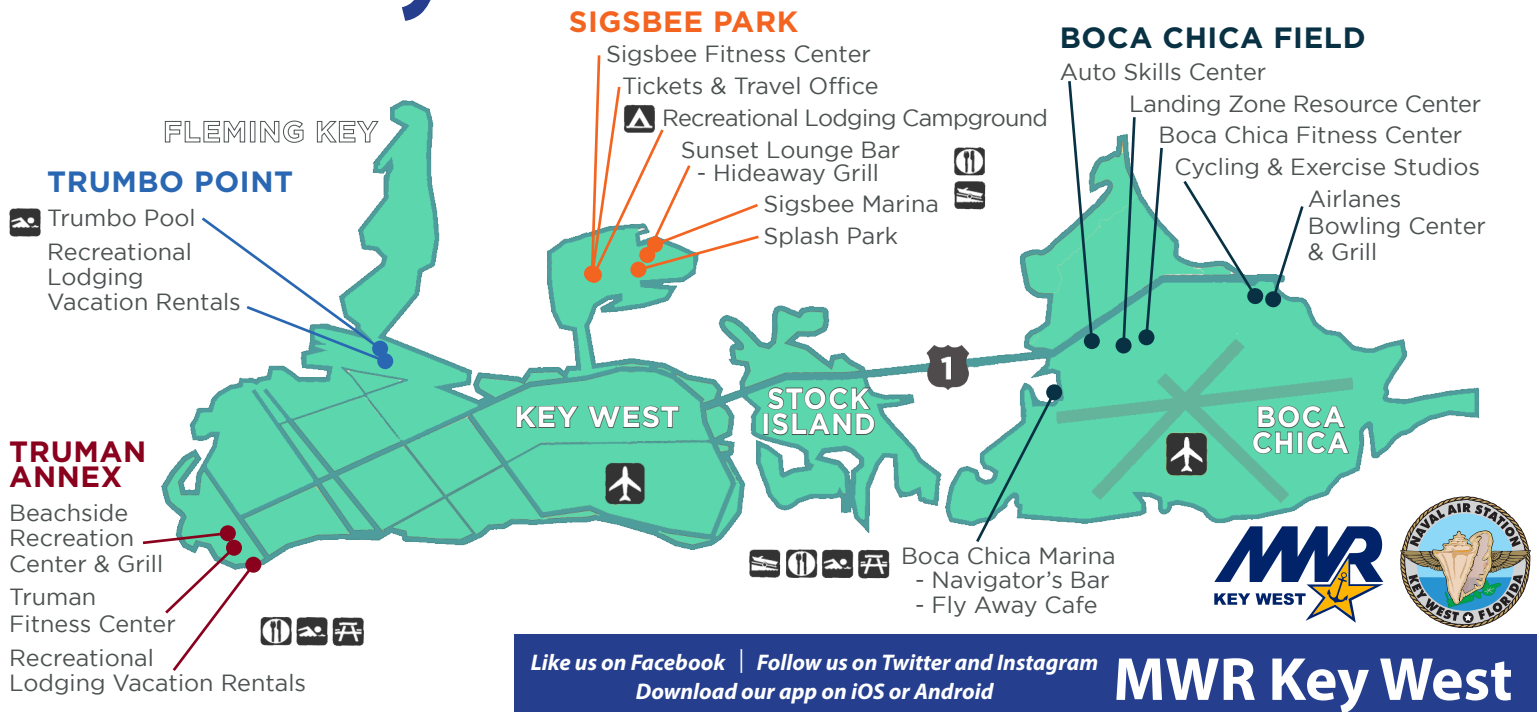 SIGSBEE PARK
Sigsbee Fitness Center
Tickets & Travel Office
Recreational Lodging Campground
Sunset Lounge Bar
- Hideaway Grill
Sigsbee Marina
Splash Park
BOCA CHICA FIELD
Auto Skills Center
Landing Zone Resource Center
Boca Chica Fitness Center
Cycling & Exercise Studios
Airlanes
Bowling Center
& Grill
FLEMING KEY
TRUMBO POINT
Trumbo Pool
Recreational
Lodging
Vacation Rentals
1
KEY WEST
STOCK
ISLAND
BOCA
CHICA
TRUMAN
ANNEX
Beachside
Recreation
Center & Grill
Truman
Fitness Center
Recreational
Lodging Vacation Rentals
Boca Chica Marina
- Navigator's Bar
- Fly Away Cafe
MWR
KEY WEST
NAVAL AIR STATION
KEY WEST FLORIDA
Like us on Facebook | Follow us on Twitter and Instagram
Download our app on iOS or Android
MWR Key West